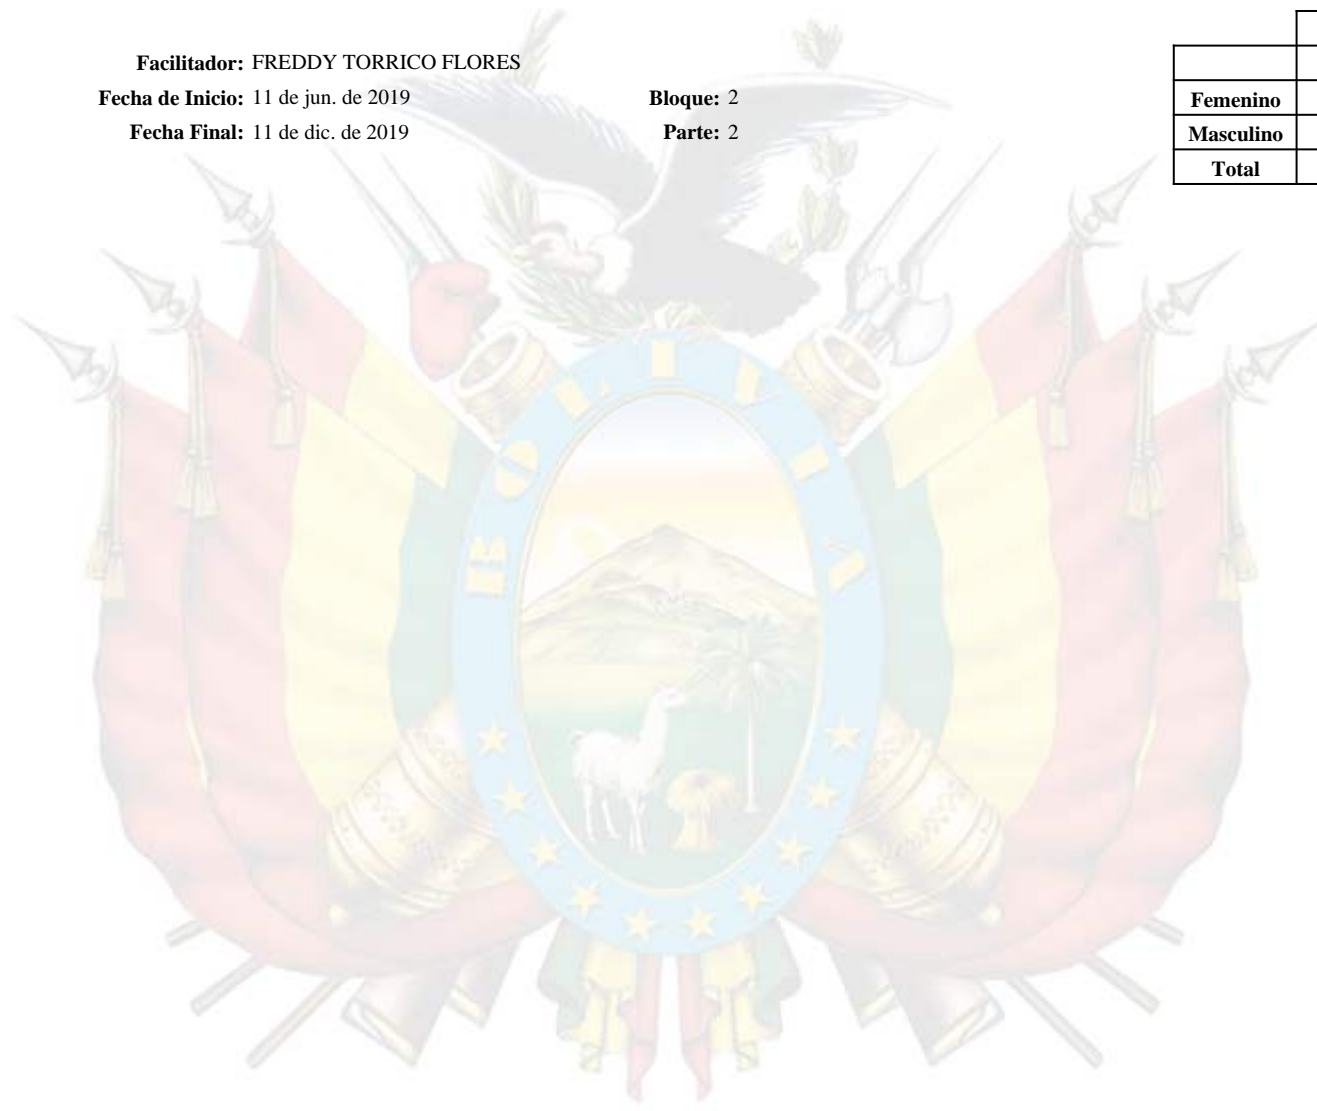 Facilitador: FREDDY TORRICO FLORES
Fecha de Inicio: 11 de jun. de 2019 Bloque: 2
Fecha Final: 11 de dic. de 2019 Parte: 2
Femenino
Masculino
Total
BOLIVIA